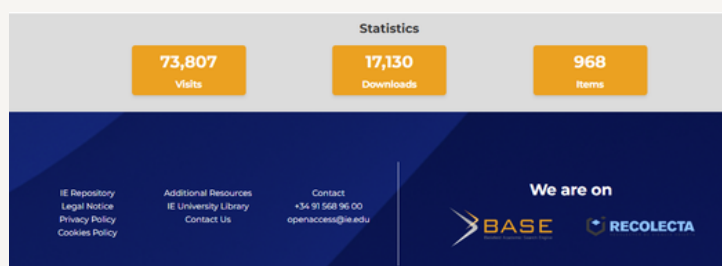 Statistics
73,807
Visits
17,130
Downloads
968
Items
IE Repository
Legal Notice
Privacy Policy
Cookies Policy
Additional Resources
IE University Library
Contact Us
Contact
+34 91 568 96 00
openaccess@ie.edu
We are on
BASE
RECOLECTA